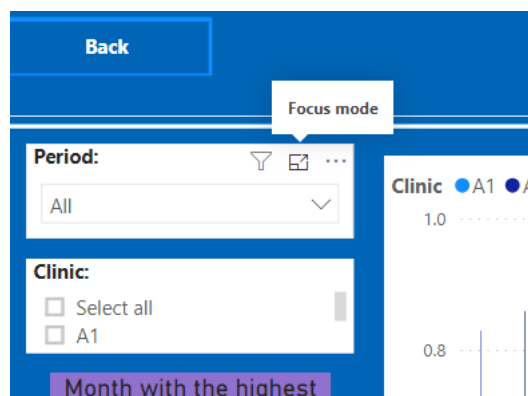 Back
Focus mode
Period:
All
Clinic A1
1.0
Clinic:
Select all
A1
0.8
Month with the highest